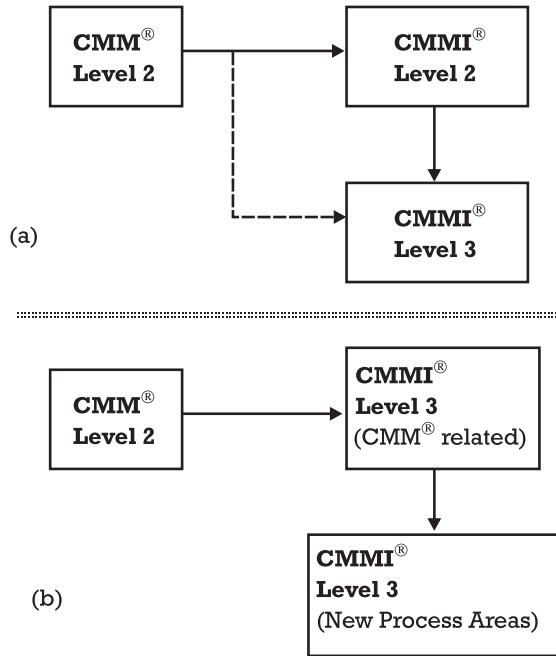 CMM®
Level 2
CMMI®
Level 2
CMMI®
Level 3
(a)
CMM®
Level 2
CMMI®
Level 3
(CMM® related)
CMMI®
Level 3
(New Process Areas)
(b)